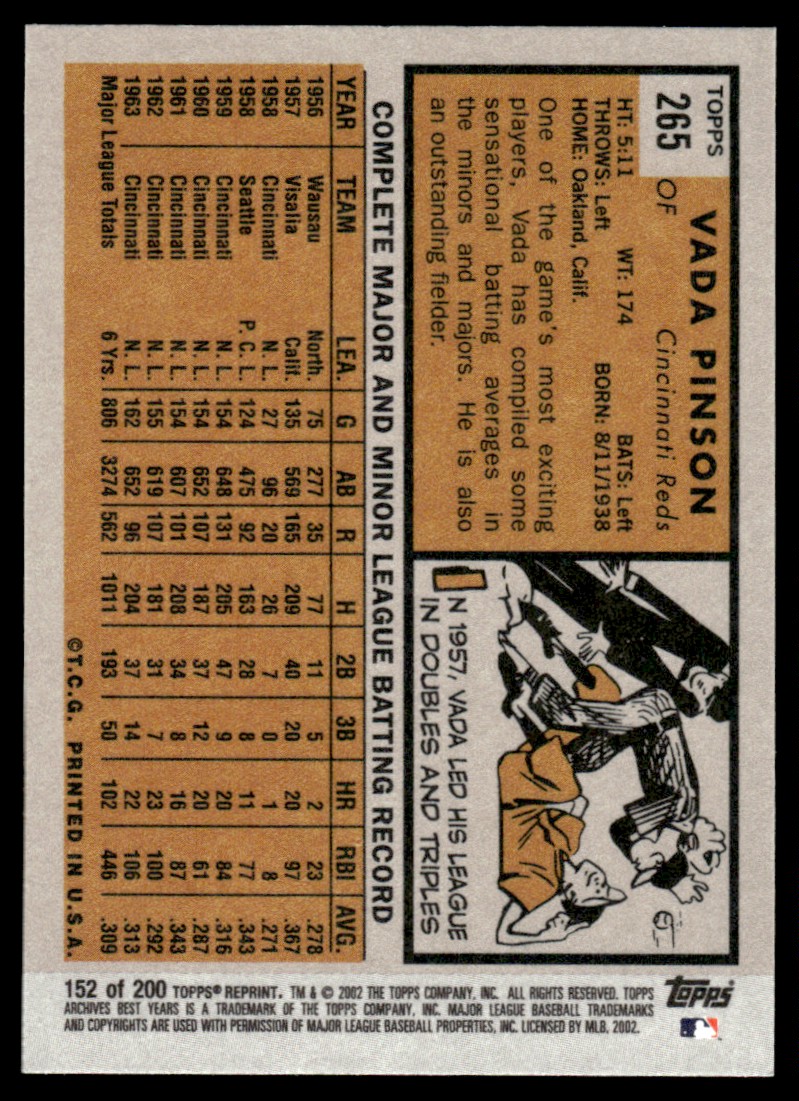 TOPPS
265
VADA PINSON
OF Cincinnati Reds
HT: 5:11 WT: 174 BATS: Left
THROWS: Left BORN: 8/11/1938
HOME: Oakland, Calif.
One of the game's most exciting
players, Vada has compiled some
sensational batting averages in
the minors and majors. He is also
an outstanding fielder.
IN 1957, VADA LED HIS LEAGUE
IN DOUBLES AND TRIPLES
COMPLETE MAJOR AND MINOR LEAGUE BATTING RECORD
YEAR TEAM LEA. G AB R H 2B 3B HR RBI AVG.
1956 Wausau North. 75 277 35 77 11 5 2 23 .278
1957 Visalia Calif. 135 569 165 209 40 20 20 97 .367
1958 Cincinnati N. L. 27 96 20 26 7 0 1 8 .271
1958 Seattle P. C. L. 124 475 92 163 28 8 11 77 .343
1959 Cincinnati N. L. 154 648 131 205 47 9 20 84 .316
1960 Cincinnati N. L. 154 652 107 187 37 12 20 61 .287
1961 Cincinnati N. L. 154 607 101 208 34 8 16 87 .343
1962 Cincinnati N. L. 155 619 107 181 31 7 23 100 .292
1963 Cincinnati N. L. 162 652 96 204 37 14 22 106 .313
Major League Totals 6 Yrs. 806 3274 562 1011 193 50 102 446 .309
©T.C.G. PRINTED IN U.S.A.
152 of 200 TOPPS® REPRINT. TM & © 2002 THE TOPPS COMPANY, INC. ALL RIGHTS RESERVED. TOPPS
ARCHIVES BEST YEARS IS A TRADEMARK OF THE TOPPS COMPANY, INC. MAJOR LEAGUE BASEBALL TRADEMARKS
AND COPYRIGHTS ARE USED WITH PERMISSION OF MAJOR LEAGUE BASEBALL PROPERTIES, INC. LICENSED BY MLB, 2002.
topps